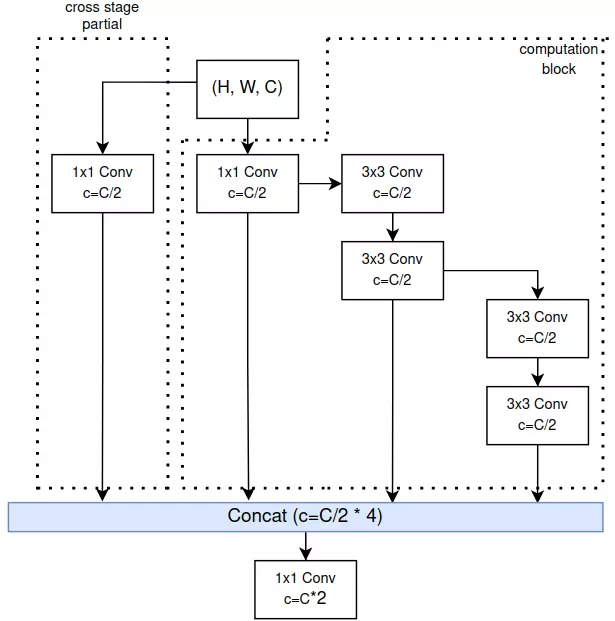 cross stage
partial
computation
block
(H, W, C)
1x1 Conv
c=C/2
1x1 Conv
c=C/2
3x3 Conv
c=C/2
3x3 Conv
c=C/2
3x3 Conv
c=C/2
3x3 Conv
c=C/2
Concat (c=C/2 * 4)
1x1 Conv
c=C*2